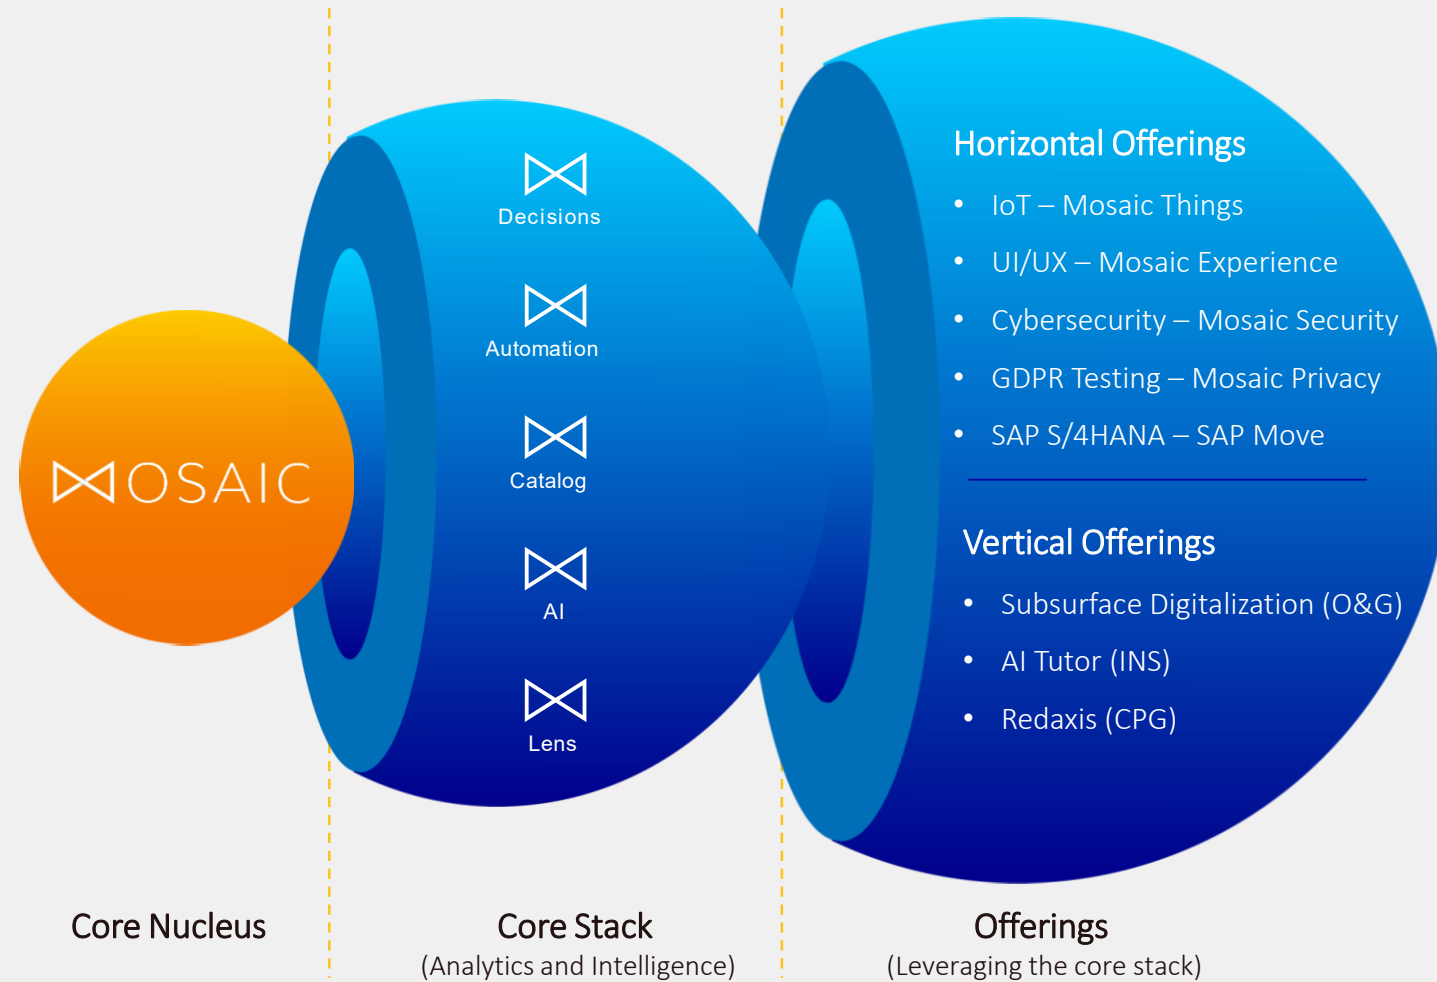 MOSAIC
Decisions
Automation
Catalog
AI
Lens
Horizontal Offerings
• IoT – Mosaic Things
• UI/UX – Mosaic Experience
• Cybersecurity – Mosaic Security
• GDPR Testing – Mosaic Privacy
• SAP S/4HANA – SAP Move
Vertical Offerings
• Subsurface Digitalization (O&G)
• AI Tutor (INS)
• Redaxis (CPG)
Core Nucleus
Core Stack
(Analytics and Intelligence)
Offerings
(Leveraging the core stack)